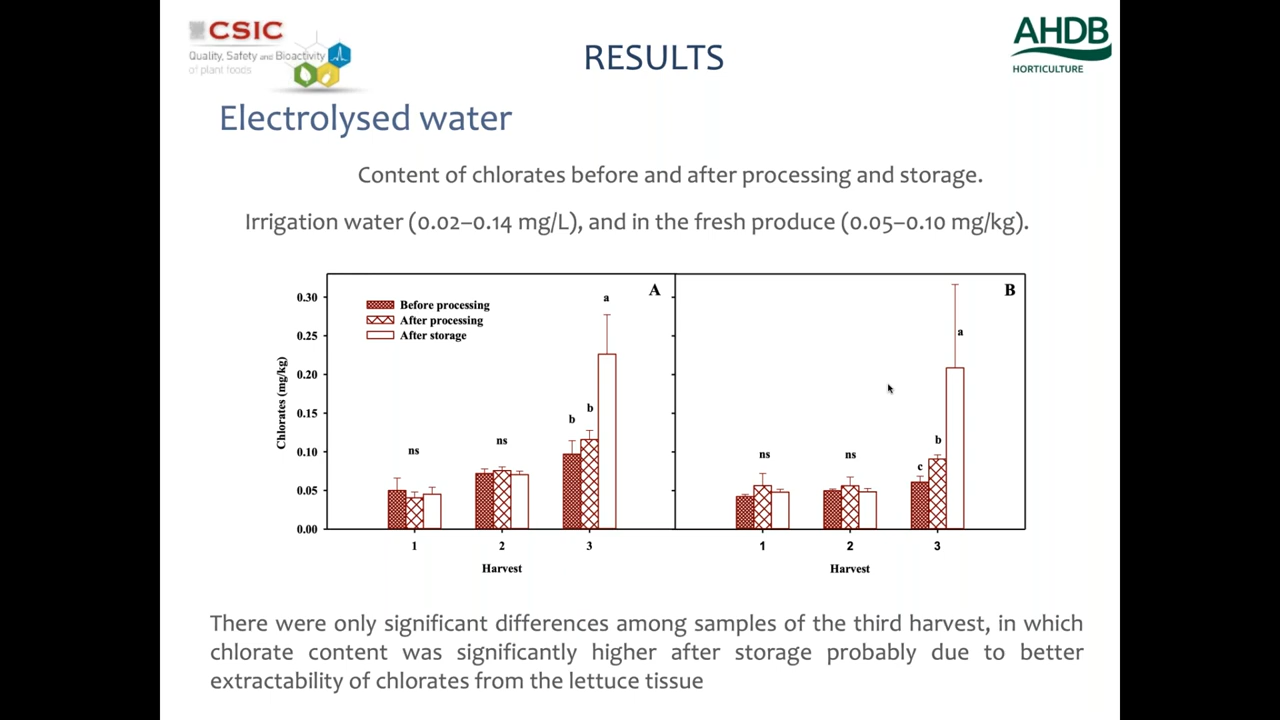 CSIC
Quality, Safety and Bioactivity
of plant foods
RESULTS
AHDB
HORTICULTURE
Electrolysed water
Content of chlorates before and after processing and storage.
Irrigation water (0.02–0.14 mg/L), and in the fresh produce (0.05–0.10 mg/kg).
Chlorates (mg/kg)
0.30
0.25
0.20
0.15
0.10
0.05
0.00
Before processing
After processing
After storage
A
ns
ns
b
b
a
1
2
3
Harvest
B
ns
ns
c
b
a
1
2
3
Harvest
There were only significant differences among samples of the third harvest, in which
chlorate content was significantly higher after storage probably due to better
extractability of chlorates from the lettuce tissue